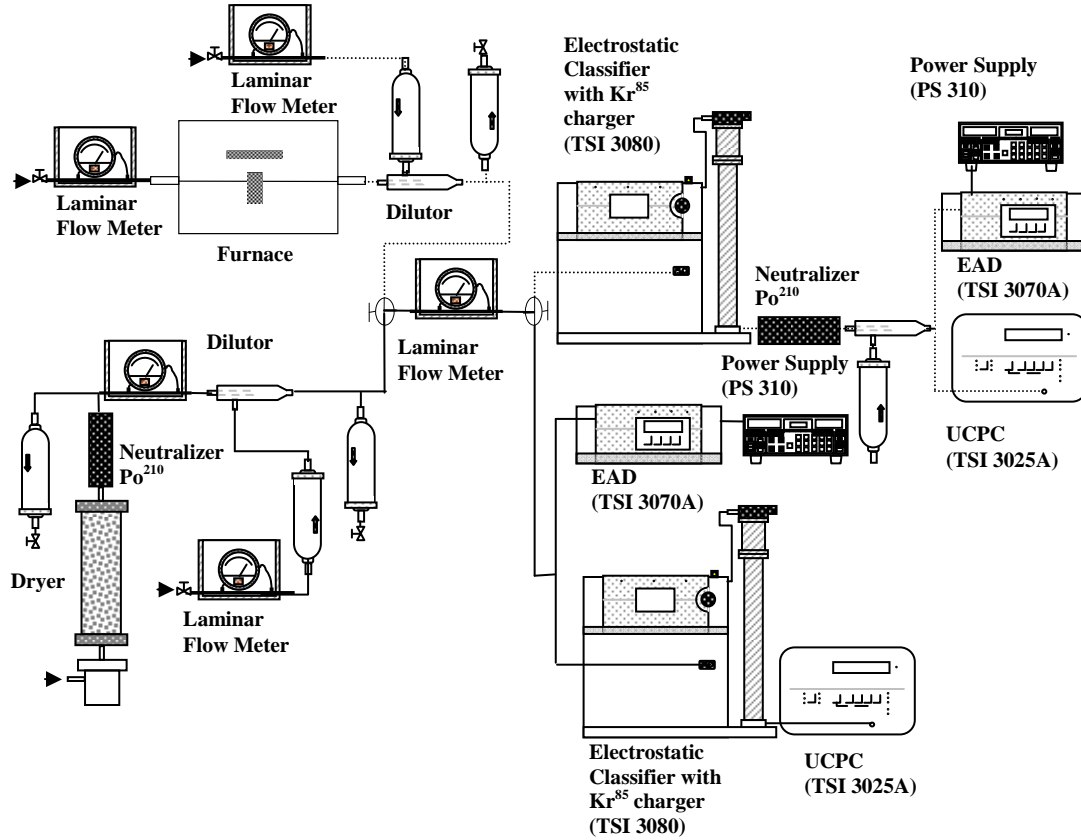 Laminar
Flow Meter
Electrostatic
Classifier
with Kr85
charger
(TSI 3080)
Power Supply
(PS 310)
Laminar
Flow Meter
Furnace
Dilutor
EAD
(TSI 3070A)
Neutralizer
Po210
Dilutor
Laminar
Flow Meter
Power Supply
(PS 310)
UCPC
(TSI 3025A)
Neutralizer
Po210
EAD
(TSI 3070A)
Dryer
Laminar
Flow Meter
Electrostatic
Classifier with
Kr85 charger
(TSI 3080)
UCPC
(TSI 3025A)